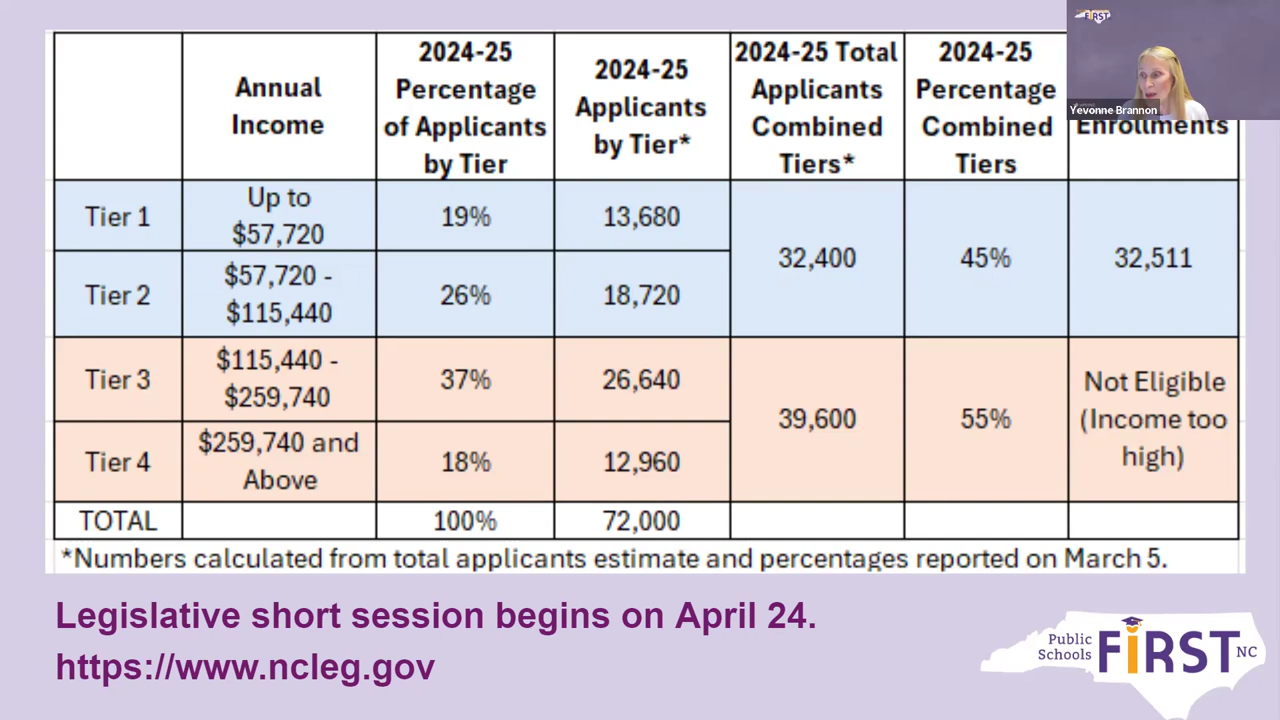 FiRST
Yevonne Brannon
Annual
Income
2024-25
Percentage
of Applicants
by Tier
2024-25
Applicants
by Tier*
2024-25 Total
Applicants
Combined
Tiers*
2024-25
Percentage
Combined
Tiers
Enrollments
Tier 1
Up to
$57,720
19%
13,680
32,400
45%
32,511
Tier 2
$57,720 -
$115,440
26%
18,720
Tier 3
$115,440 -
$259,740
37%
26,640
39,600
55%
Not Eligible
(Income too
high)
Tier 4
$259,740 and
Above
18%
12,960
TOTAL
100%
72,000
*Numbers calculated from total applicants estimate and percentages reported on March 5.
Legislative short session begins on April 24.
https://www.ncleg.gov
Public
Schools
FiRST NC